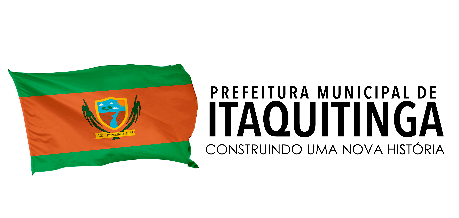 PREFEITURA MUNICIPAL DE
ITAQUITINGA
CONSTRUINDO UMA NOVA HISTÓRIA